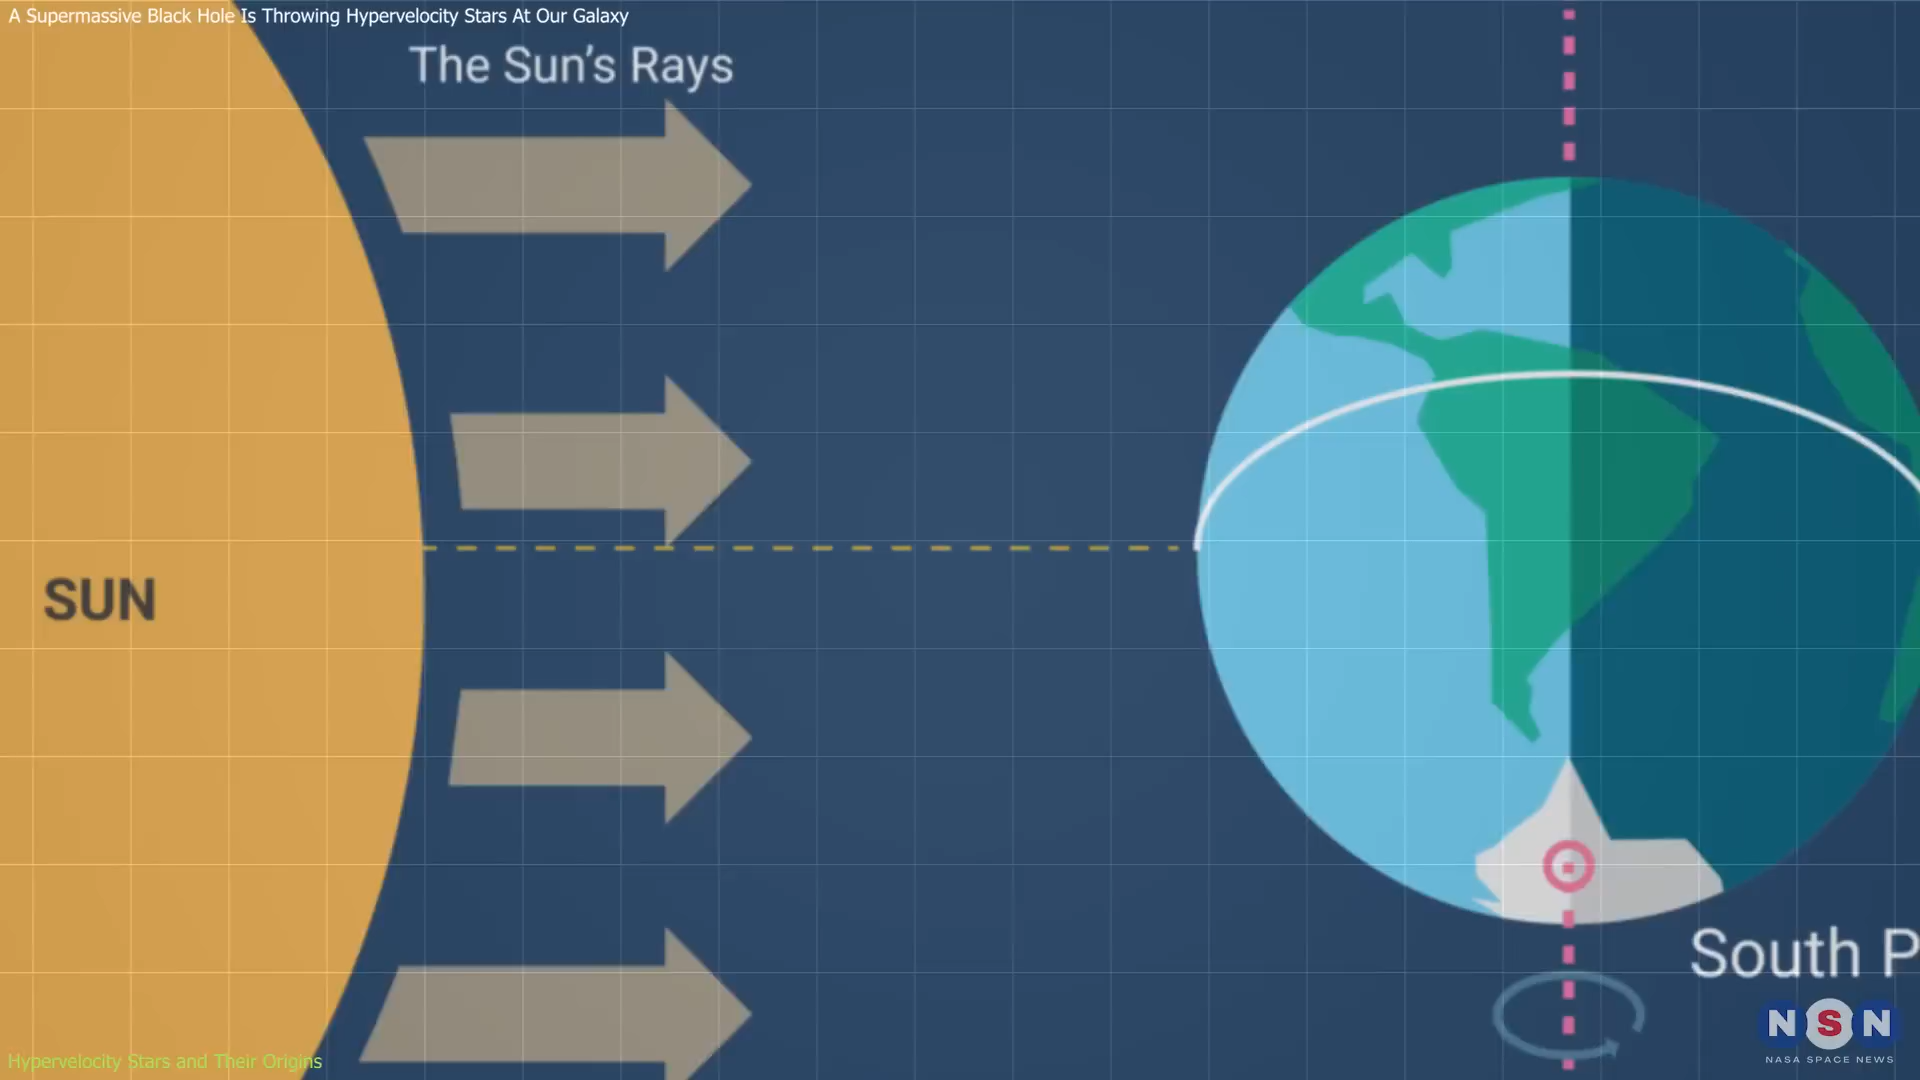 A Supermassive Black Hole Is Throwing Hypervelocity Stars At Our Galaxy
The Sun's Rays
SUN
South P
NSN
NASA SPACE NEWS
Hypervelocity Stars and Their Origins